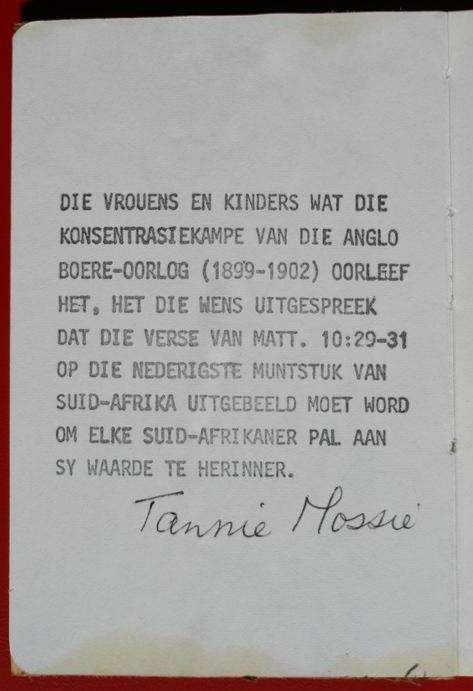 DIE VROUENS EN KINDERS WAT DIE
KONSENTRASIEKAMPE VAN DIE ANGLO
BOERE-OORLOG (1899-1902) OORLEEF
HET, HET DIE WENS UITGESPREEK
DAT DIE VERSE VAN MATT. 10:29-31
OP DIE NEDERIGSTE MUNTSTUK VAN
SUID-AFRIKA UITGEBEELD MOET WORD
OM ELKE SUID-AFRIKANER PAL AAN
SY WAARDE TE HERINNER.
Tannie Mossie